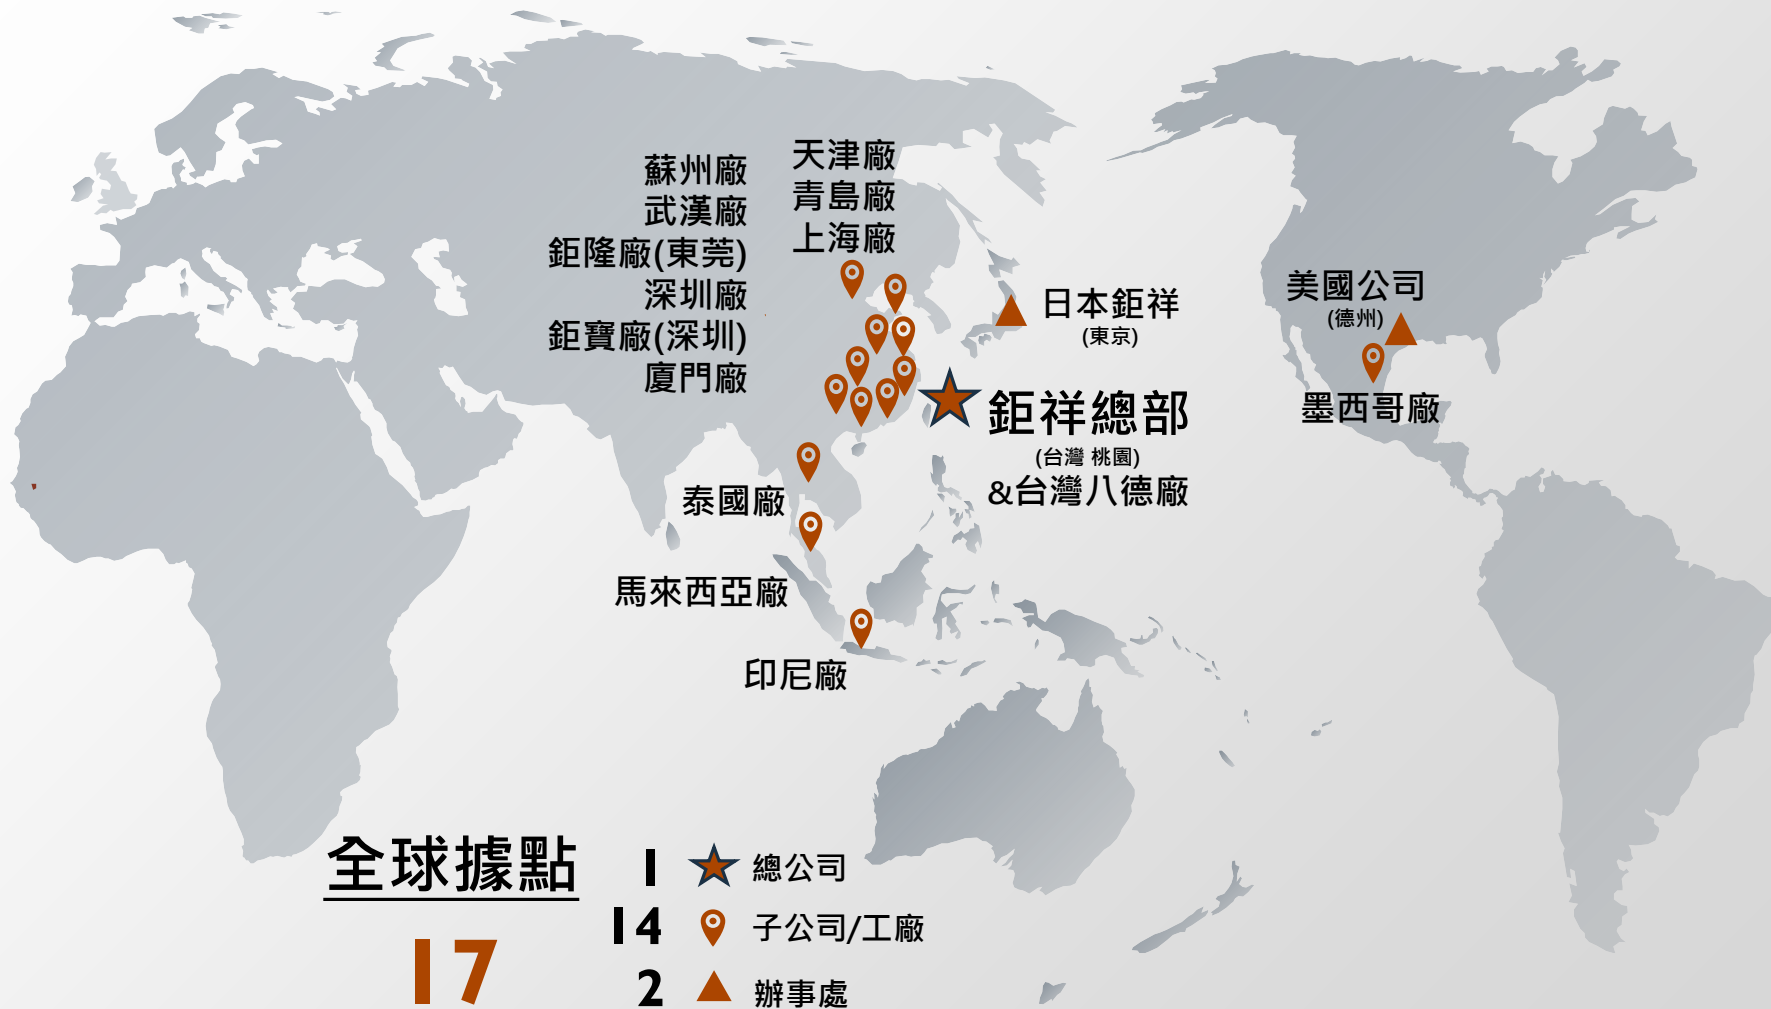 蘇州廠
武漢廠
鉅隆廠(東莞)
深圳廠
鉅寶廠(深圳)
廈門廠
天津廠
青島廠
上海廠
日本鉅祥
(東京)
美國公司
(德州)
墨西哥廠
鉅祥總部
(台灣 桃園)
&台灣八德廠
泰國廠
馬來西亞廠
印尼廠
全球據點
17
1 總公司
14 子公司/工廠
2 辦事處